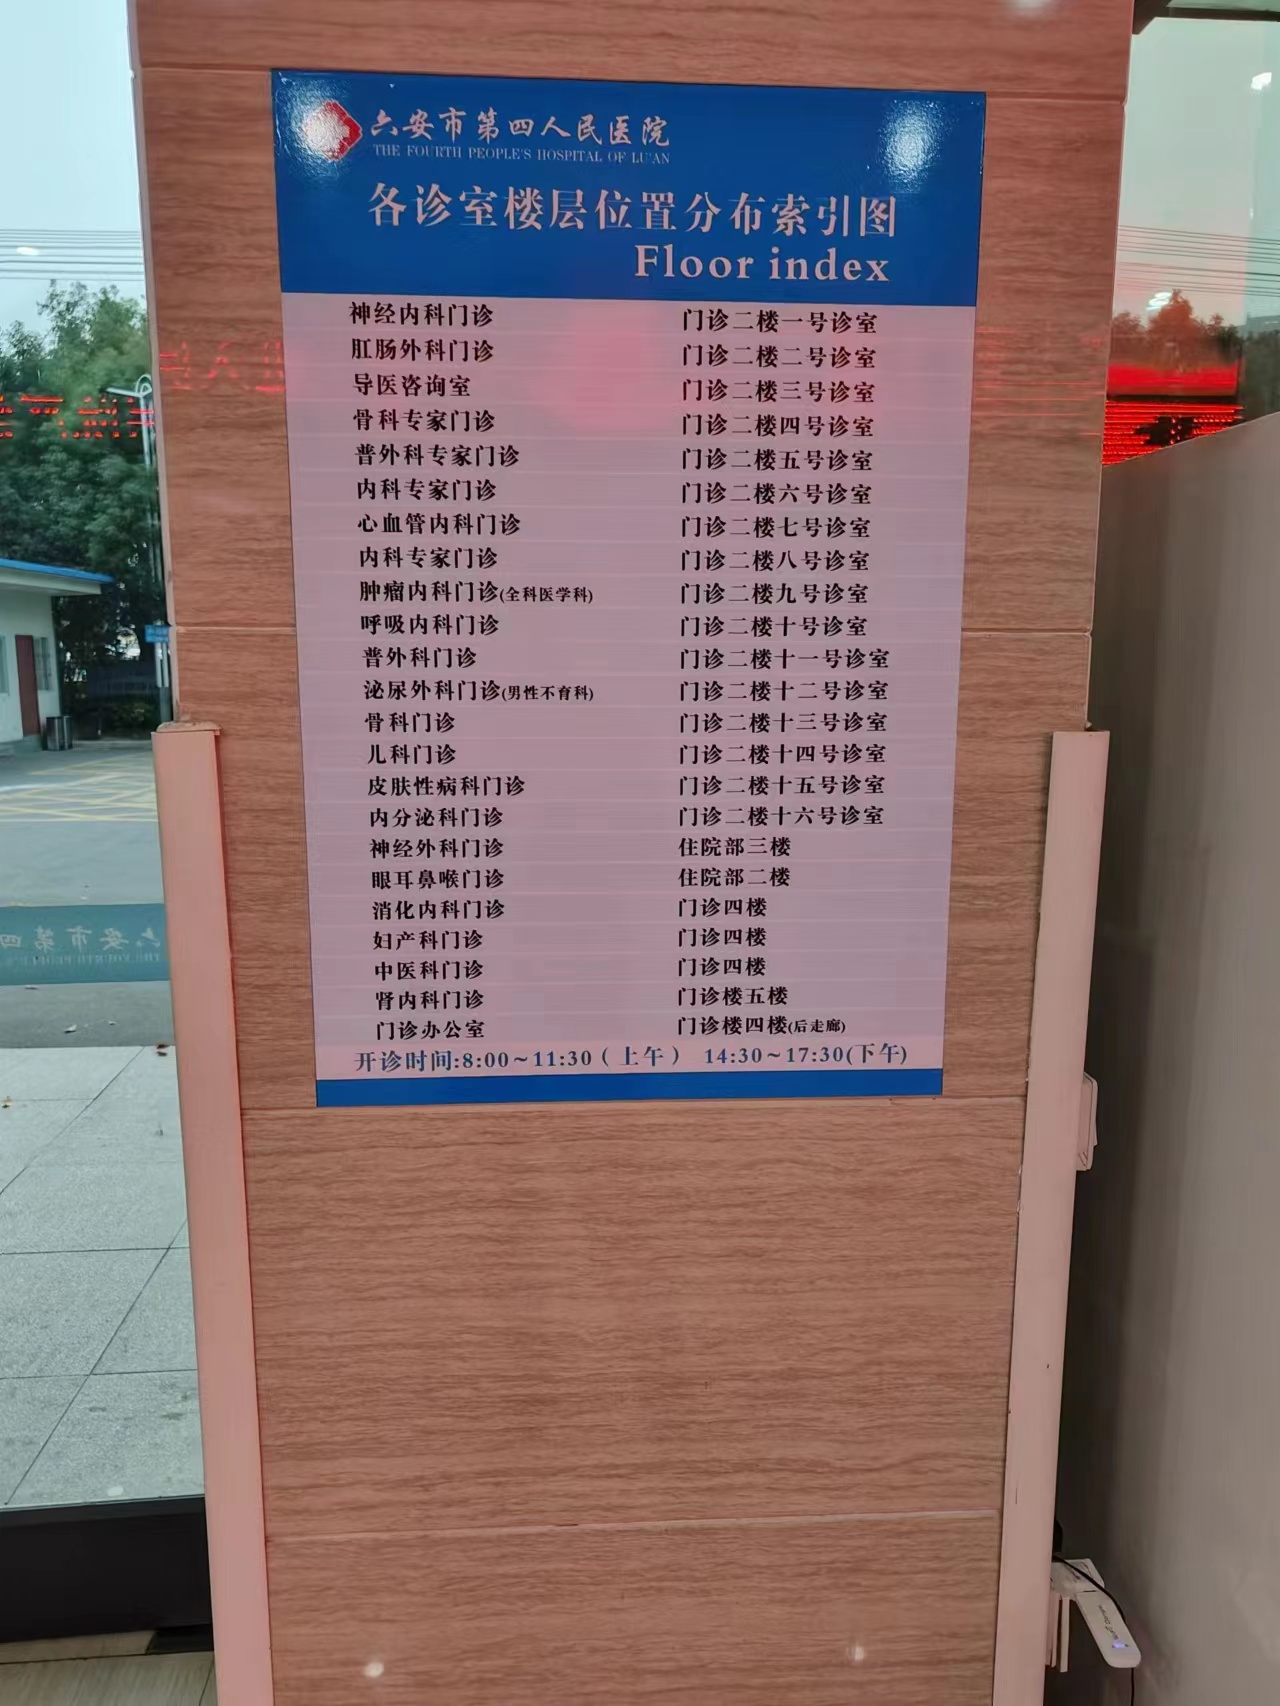 六安市第四人民医院
THE FOURTH PEOPLE'S HOSPITAL OF LU'AN
各诊室楼层位置分布索引图
Floor index
神经内科门诊 门诊二楼一号诊室
肛肠外科门诊 门诊二楼二号诊室
导医咨询室 门诊二楼三号诊室
骨科专家门诊 门诊二楼四号诊室
普外科专家门诊 门诊二楼五号诊室
内科专家门诊 门诊二楼六号诊室
心血管内科门诊 门诊二楼七号诊室
内科专家门诊 门诊二楼八号诊室
肿瘤内科门诊(全科医学科) 门诊二楼九号诊室
呼吸内科门诊 门诊二楼十号诊室
普外科门诊 门诊二楼十一号诊室
泌尿外科门诊(男性不育科) 门诊二楼十二号诊室
骨科门诊 门诊二楼十三号诊室
儿科门诊 门诊二楼十四号诊室
皮肤性病科门诊 门诊二楼十五号诊室
内分泌科门诊 门诊二楼十六号诊室
神经外科门诊 住院部三楼
眼耳鼻喉门诊 住院部二楼
消化内科门诊 门诊四楼
妇产科门诊 门诊四楼
中医科门诊 门诊四楼
肾内科门诊 门诊楼五楼
门诊办公室 门诊楼四楼(后走廊)
开诊时间:8:00~11:30（上午） 14:30~17:30(下午)
六安市第四